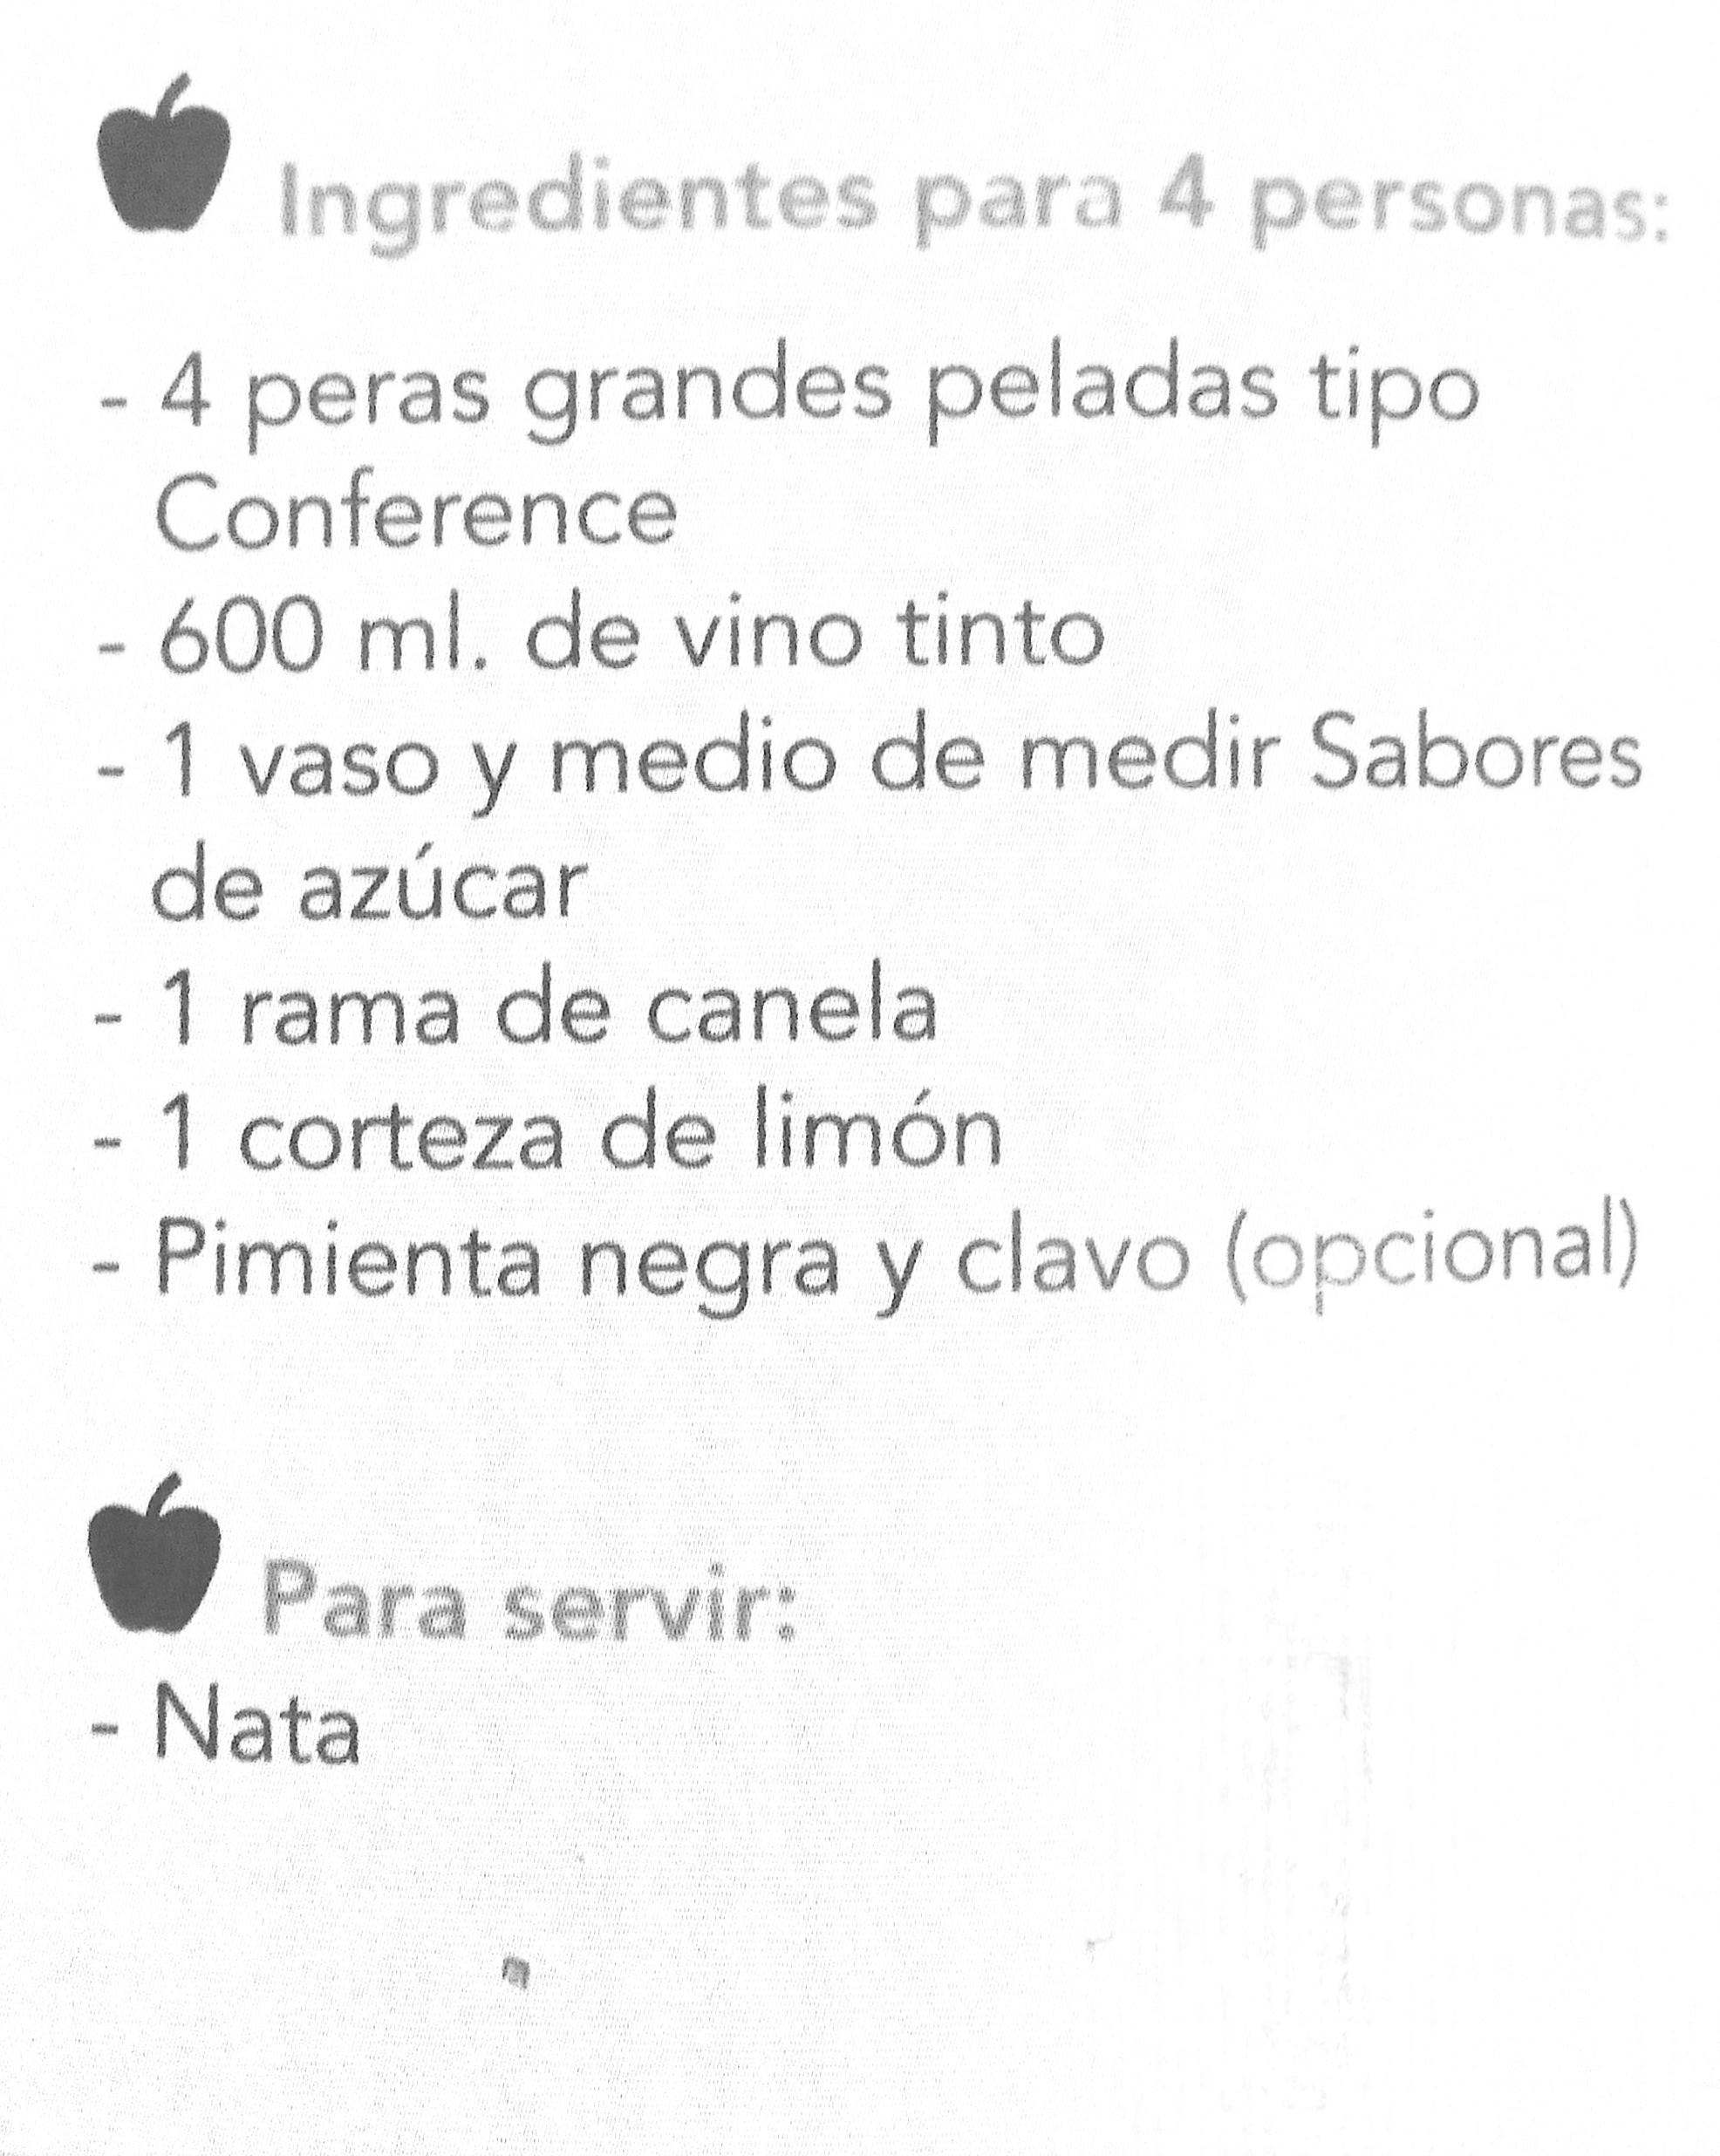 Ingredientes para 4 personas:
- 4 peras grandes peladas tipo
Conference
- 600 ml. de vino tinto
- 1 vaso y medio de medir Sabores
de azúcar
- 1 rama de canela
- 1 corteza de limón
- Pimienta negra y clavo (opcional)
Para servir:
- Nata